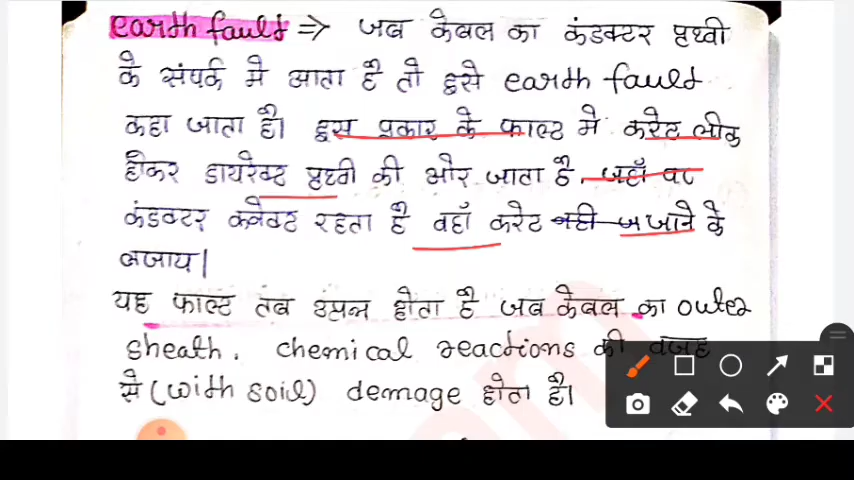 earth fault => जब केबल का कंडक्टर पृथ्वी
के संपर्क मे आता है तो इसे earth fault
कहा जाता है। इस प्रकार के फाल्ट मे करेंट लीक
होकर डायरेक्ट पृथ्वी की ओर जाता है, जहाँ पर
कंडक्टर कनेक्ट रहता है वहाँ करेट नही ज जाने के
बजाय।
यह फाल्ट तब उत्पन्न होता है जब केबल का outer
sheath, chemical reactions की वजह
से (with soil) demage होता है।